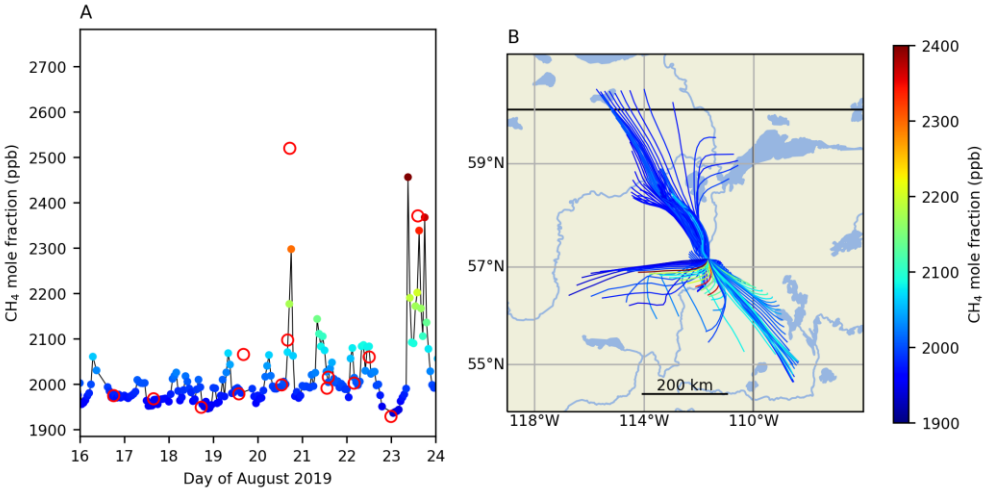 A
2700
2600
2500
2400
2300
2200
2100
2000
1900
CH₄ mole fraction (ppb)
16 17 18 19 20 21 22 23 24
Day of August 2019
B
59°N
57°N
55°N
200 km
118°W 114°W 110°W
2400
2300
2200
2100
2000
1900
CH₄ mole fraction (ppb)